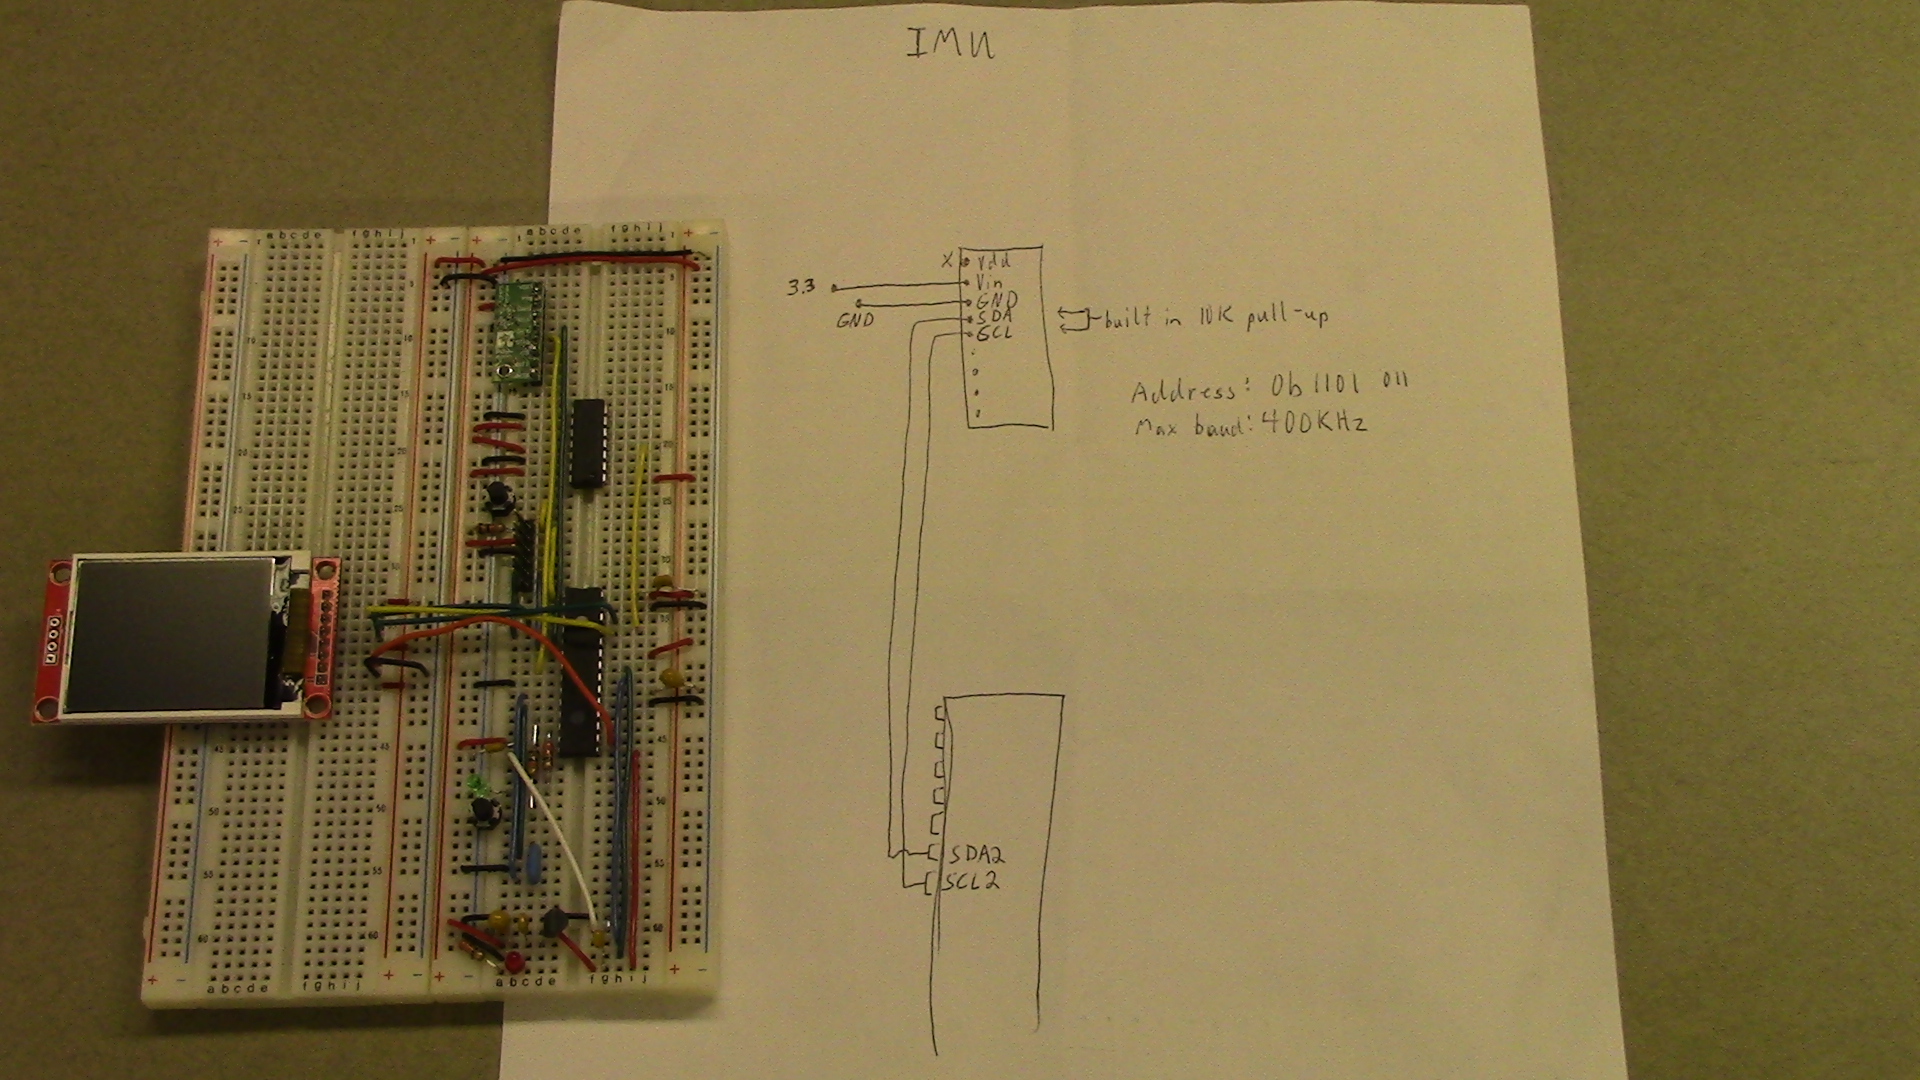 IMU
x vdd
3.3 Vin
GND GND
SDA
SCL
built in 10K pull-up
Address: 0b1101 011
Max baud: 400KHz
SDA2
SCL2